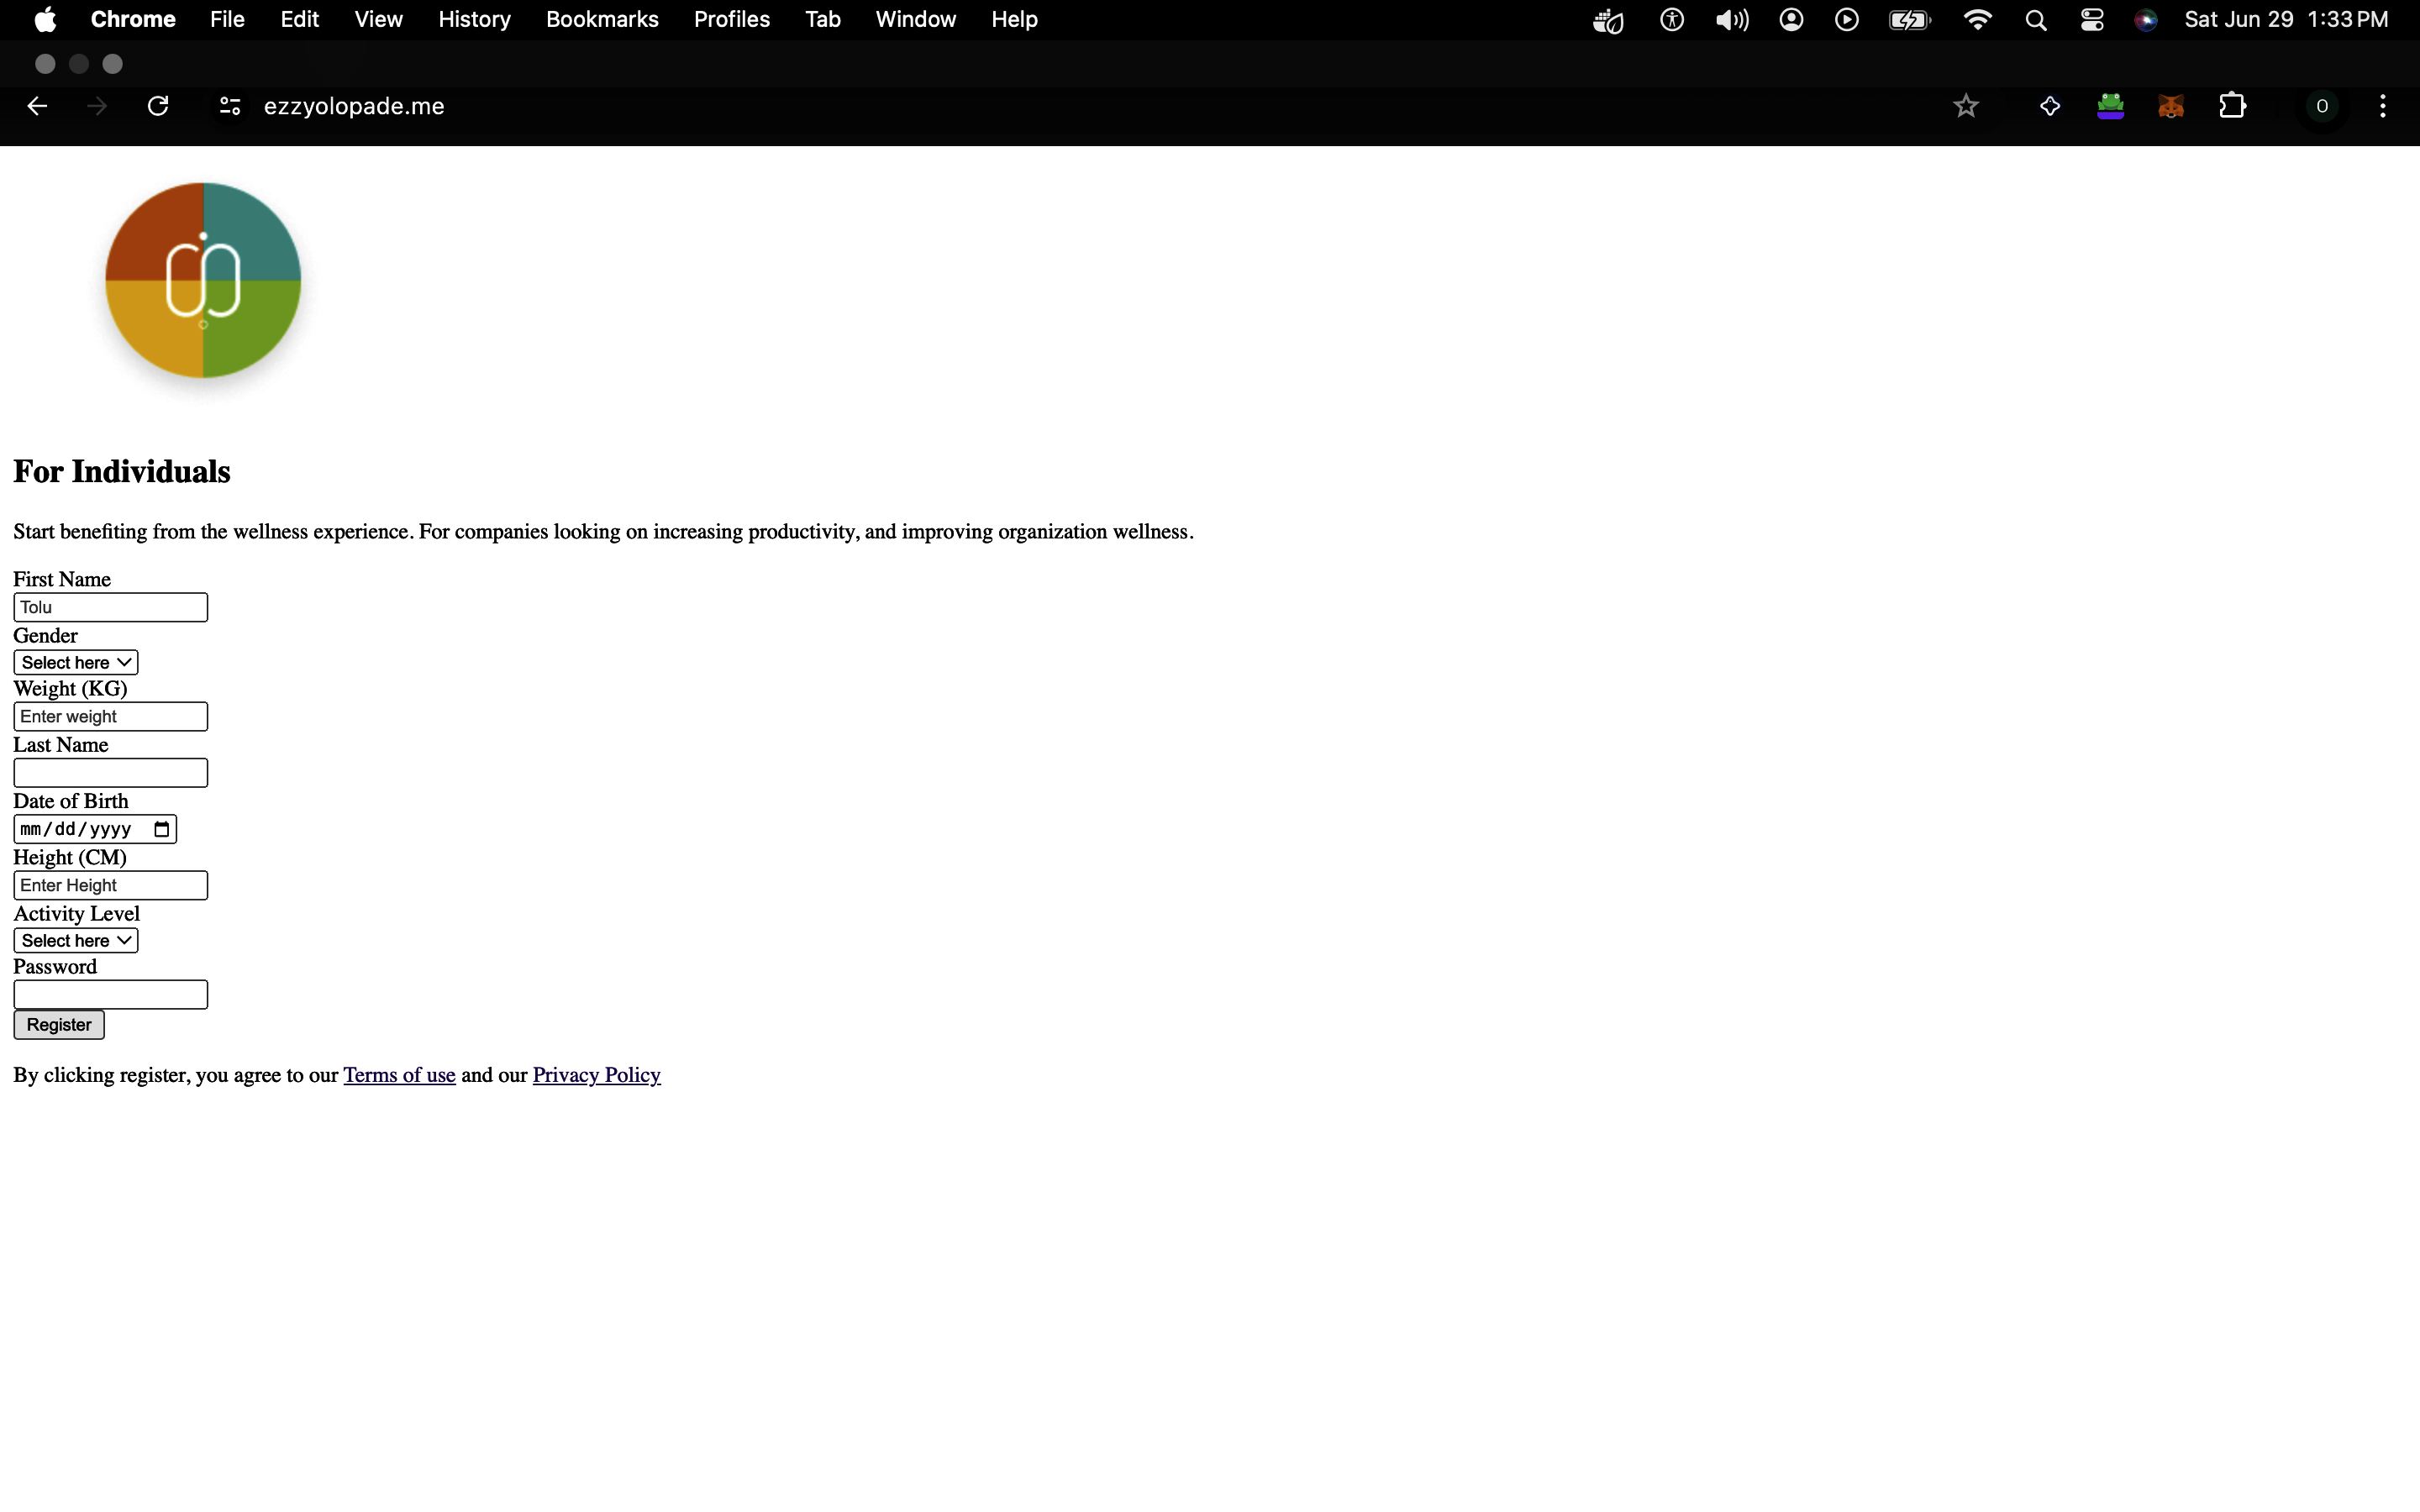 Chrome File Edit View History Bookmarks Profiles Tab Window Help Sat Jun 29 1:33 PM
ezzyolopade.me O
For Individuals
Start benefiting from the wellness experience. For companies looking on increasing productivity, and improving organization wellness.
First Name
Tolu
Gender
Select here
Weight (KG)
Enter weight
Last Name
Date of Birth
mm/dd/yyyy
Height (CM)
Enter Height
Activity Level
Select here
Password
Register
By clicking register, you agree to our Terms of use and our Privacy Policy